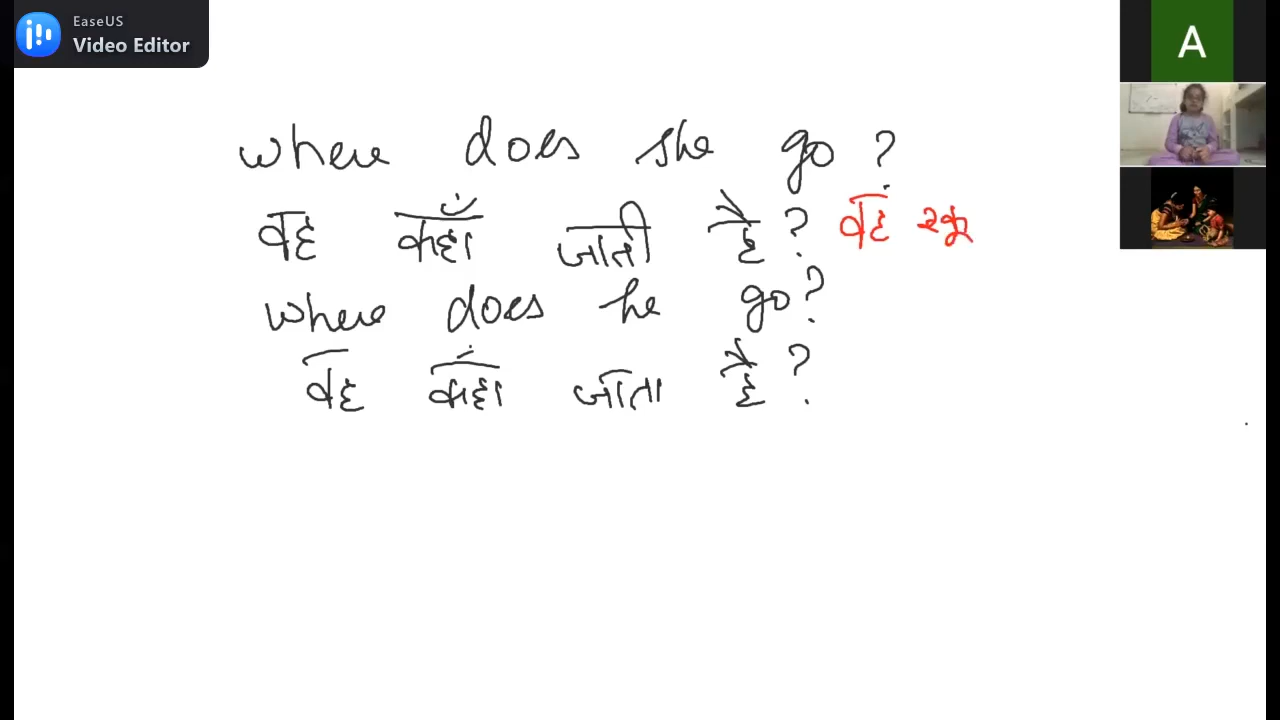 EaseUS
Video Editor
A
where does she go?
वह कहाँ जाती है? वह स्कू
where does he go?
वह कहाँ जाता है?